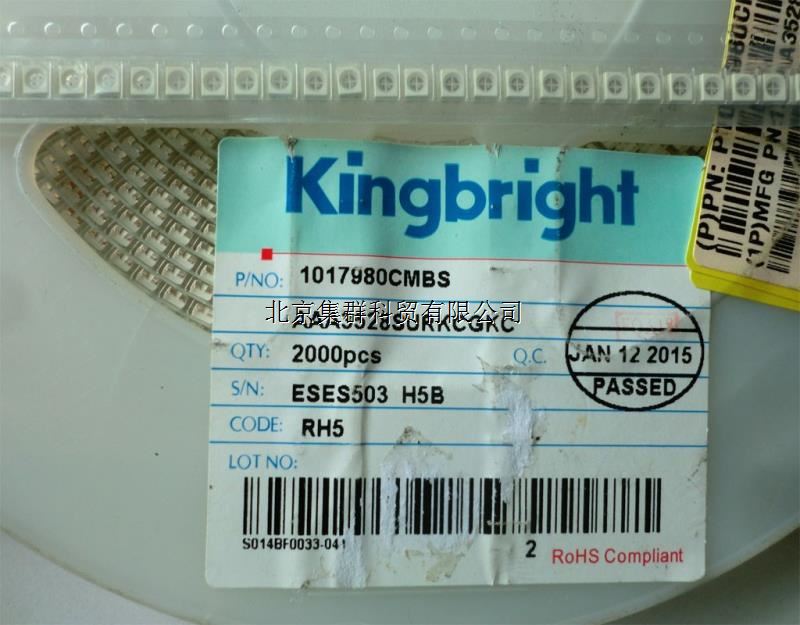 Kingbright
P/NO: 1017980CMBS
北京集群科贸有限公司
QTY: 2000pcs
Q.C. JAN 12 2015
PASSED
S/N: ESES503 H5B
CODE: RH5
LOT NO:
S014BF0033-041
2 RoHS Compliant
(P)PN:
(1P)MFG PN